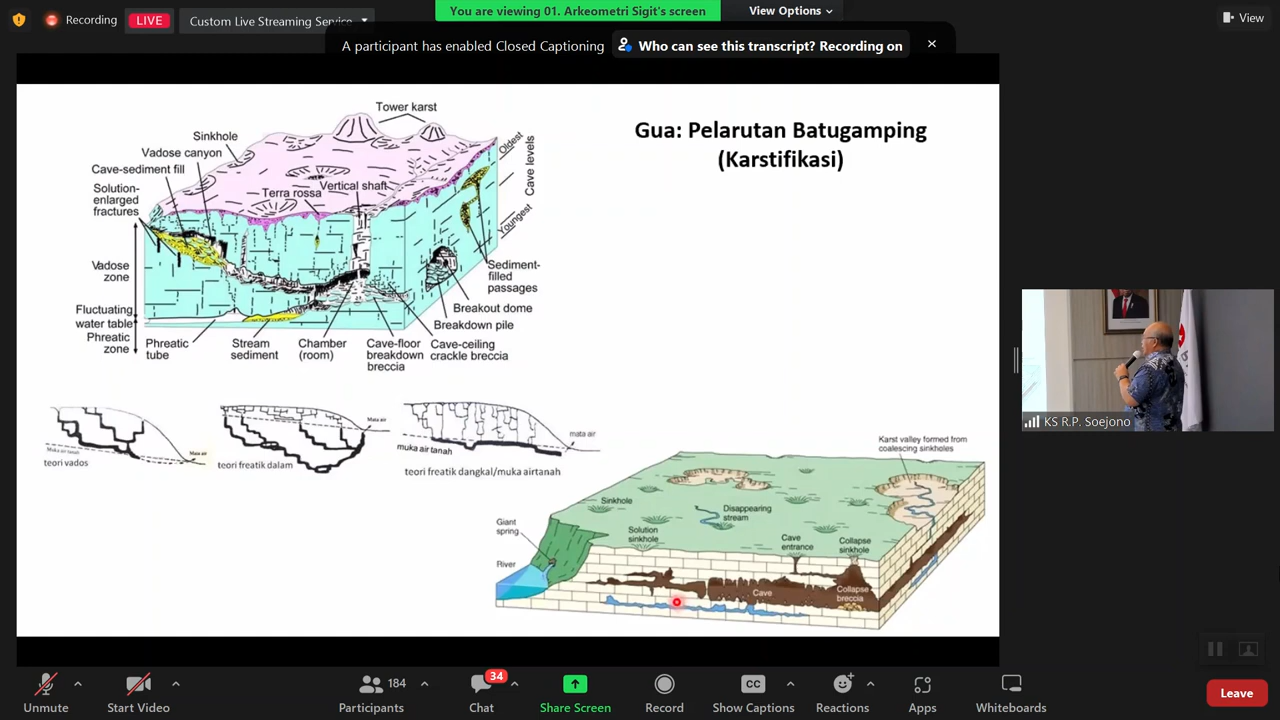 Recording
LIVE
Custom Live Streaming Service
You are viewing 01. Arkeometri Sigit's screen
View Options
View
A participant has enabled Closed Captioning
Who can see this transcript? Recording on
Gua: Pelarutan Batugamping
(Karstifikasi)
Tower karst
Sinkhole
Vadose canyon
Cave-sediment fill
Solution-
enlarged
fractures
Terra rossa
Vertical shaft
Oldest
Cave levels
Youngest
Vadose
zone
Fluctuating
water table
Phreatic
zone
Phreatic
tube
Stream
sediment
Chamber
(room)
Cave-floor
breakdown
breccia
Cave-ceiling
crackle breccia
Breakdown pile
Breakout dome
Sediment-
filled
passages
Muka air tanah
Mata air
teori vados
Mata air
teori freatik dalam
muka air tanah
mata air
teori freatik dangkal/muka airtanah
Karst valley formed from
coalescing sinkholes
Sinkhole
Disappearing
stream
Giant
spring
Solution
sinkhole
Cave
entrance
Collapse
sinkhole
River
Cave
Collapse
breccia
KS R.P. Soejono
Unmute
Start Video
184
Participants
34
Chat
Share Screen
Record
CC
Show Captions
Reactions
Apps
Whiteboards
Leave